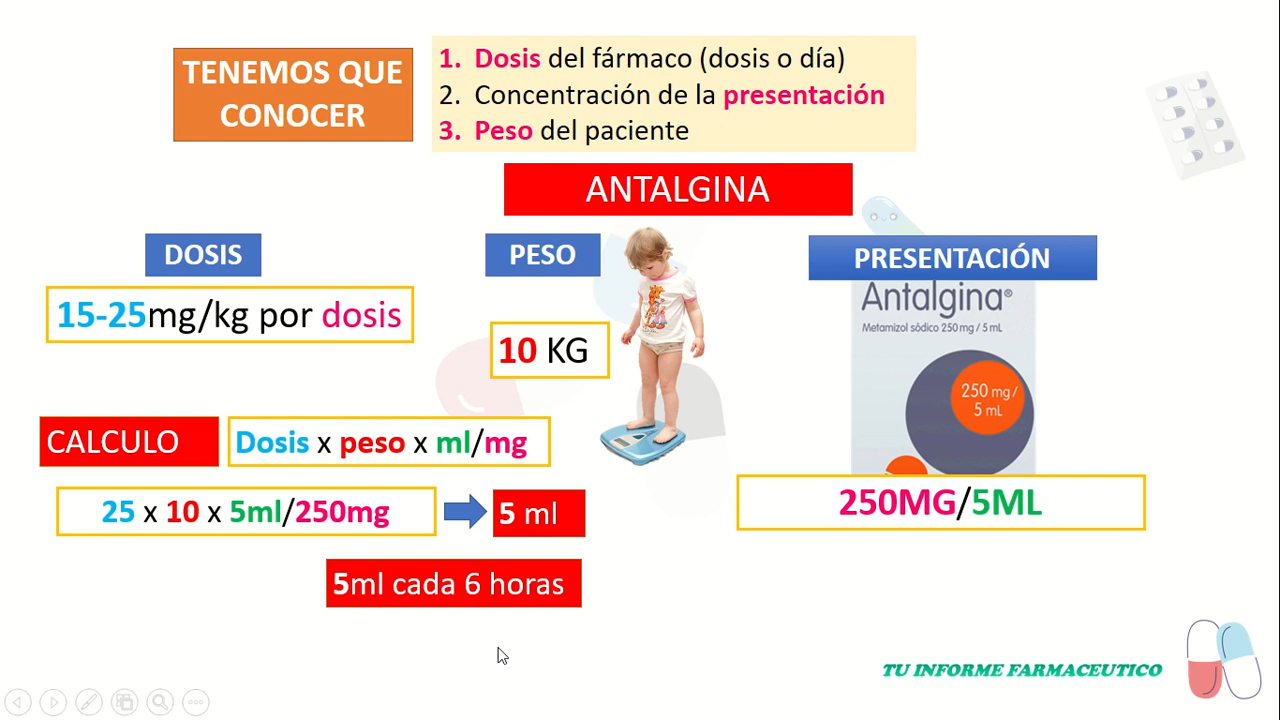 TENEMOS QUE
CONOCER
1. Dosis del fármaco (dosis o día)
2. Concentración de la presentación
3. Peso del paciente
ANTALGINA
DOSIS
15-25mg/kg por dosis
PESO
10 KG
PRESENTACIÓN
Antalgina®
Metamizol sódico 250 mg / 5 mL
250 mg /
5 mL
250MG/5ML
CALCULO
Dosis x peso x ml/mg
25 x 10 x 5ml/250mg
5 ml
5ml cada 6 horas
TU INFORME FARMACEUTICO